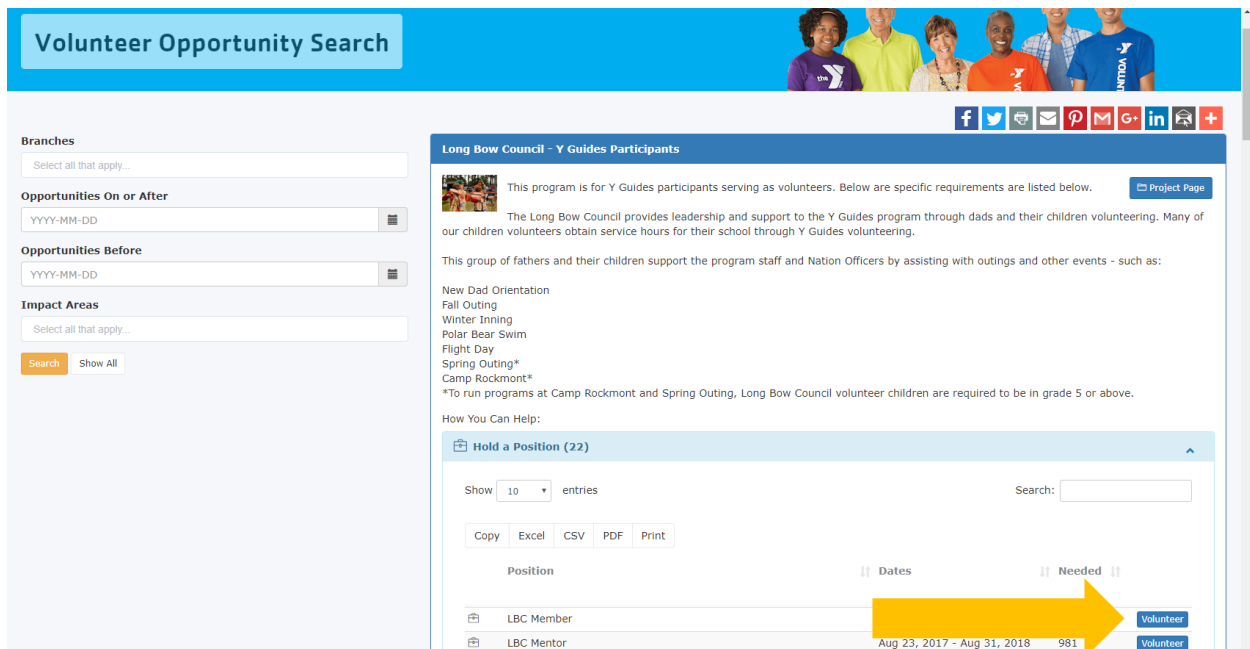 Volunteer Opportunity Search
the
VOLUNT
Branches
Select all that apply...
Opportunities On or After
YYYY-MM-DD
Opportunities Before
YYYY-MM-DD
Impact Areas
Select all that apply...
Search Show All
Long Bow Council - Y Guides Participants
This program is for Y Guides participants serving as volunteers. Below are specific requirements are listed below.
Project Page
The Long Bow Council provides leadership and support to the Y Guides program through dads and their children volunteering. Many of
our children volunteers obtain service hours for their school through Y Guides volunteering.
This group of fathers and their children support the program staff and Nation Officers by assisting with outings and other events - such as:
New Dad Orientation
Fall Outing
Winter Inning
Polar Bear Swim
Flight Day
Spring Outing*
Camp Rockmont*
*To run programs at Camp Rockmont and Spring Outing, Long Bow Council volunteer children are required to be in grade 5 or above.
How You Can Help:
Hold a Position (22)
Show 10 entries
Search:
Copy Excel CSV PDF Print
Position Dates Needed
LBC Member Volunteer
LBC Mentor Aug 23, 2017 - Aug 31, 2018 981 Volunteer